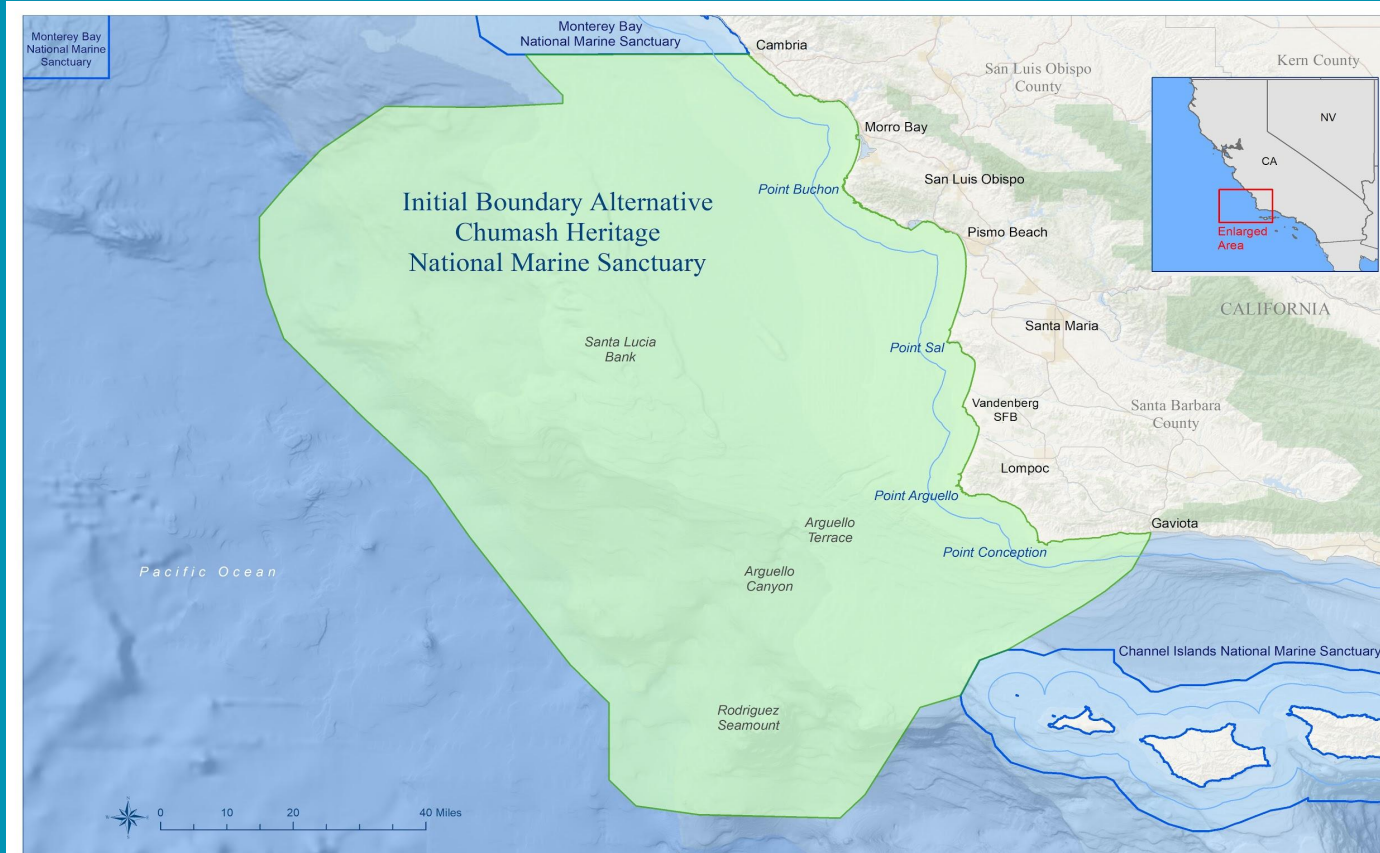 Monterey Bay
National Marine
Sanctuary
Monterey Bay
National Marine Sanctuary
Cambria
San Luis Obispo
County
Kern County
NV
CA
Enlarged
Area
Morro Bay
San Luis Obispo
Point Buchon
Pismo Beach
Initial Boundary Alternative
Chumash Heritage
National Marine Sanctuary
CALIFORNIA
Santa Maria
Santa Lucia
Bank
Point Sal
Vandenberg
SFB
Santa Barbara
County
Lompoc
Point Arguello
Arguello
Terrace
Gaviota
Point Conception
Pacific Ocean
Arguello
Canyon
Channel Islands National Marine Sanctuary
Rodriguez
Seamount
0 10 20 40 Miles